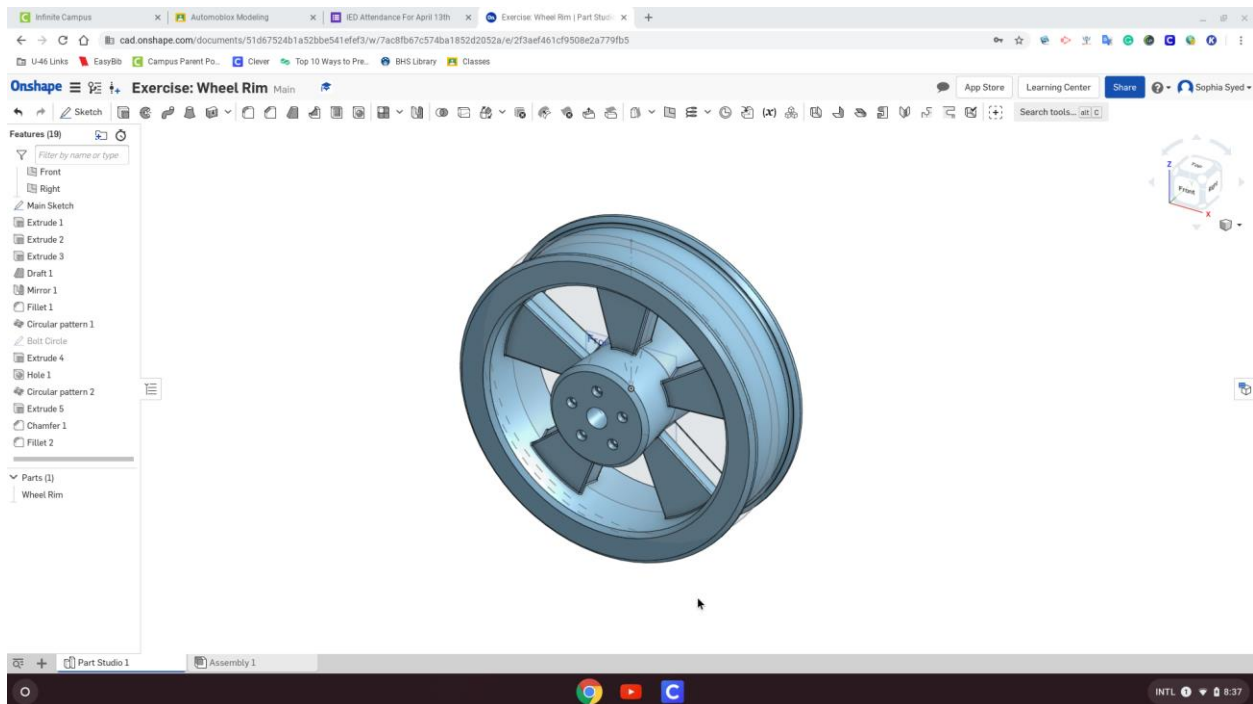 Infinite Campus
Automoblox Modeling
IED Attendance For April 13th
Exercise: Wheel Rim | Part Studi
cad.onshape.com/documents/51d67524b1a52bbe541efef3/w/7ac8fb67c574ba1852d2052a/e/2f3aef461cf9508e2a779fb5
U-46 Links EasyBib Campus Parent Po... Clever Top 10 Ways to Pre... BHS Library Classes
Onshape Exercise: Wheel Rim Main App Store Learning Center Share Sophia Syed
Sketch Search tools... alt C
Features (19)
Filter by name or type
Front
Right
Main Sketch
Extrude 1
Extrude 2
Extrude 3
Draft 1
Mirror 1
Fillet 1
Circular pattern 1
Bolt Circle
Extrude 4
Hole 1
Circular pattern 2
Extrude 5
Chamfer 1
Fillet 2
Parts (1)
Wheel Rim
Z
Front
X
Part Studio 1
Assembly 1
INTL 1 8:37